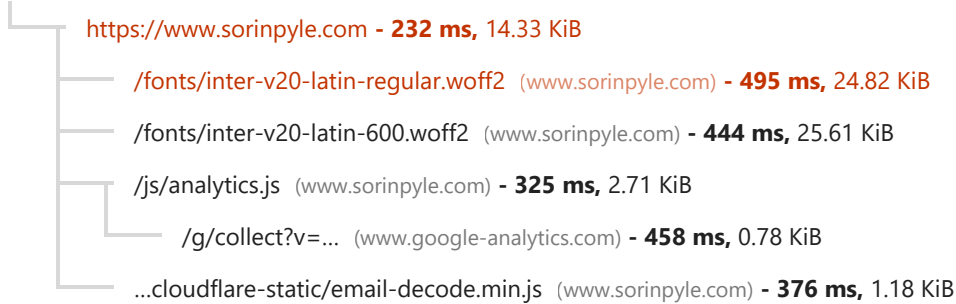 https://www.sorinpyle.com - 232 ms, 14.33 KiB
/fonts/inter-v20-latin-regular.woff2 (www.sorinpyle.com) - 495 ms, 24.82 KiB
/fonts/inter-v20-latin-600.woff2 (www.sorinpyle.com) - 444 ms, 25.61 KiB
/js/analytics.js (www.sorinpyle.com) - 325 ms, 2.71 KiB
/g/collect?v=… (www.google-analytics.com) - 458 ms, 0.78 KiB
…cloudflare-static/email-decode.min.js (www.sorinpyle.com) - 376 ms, 1.18 KiB